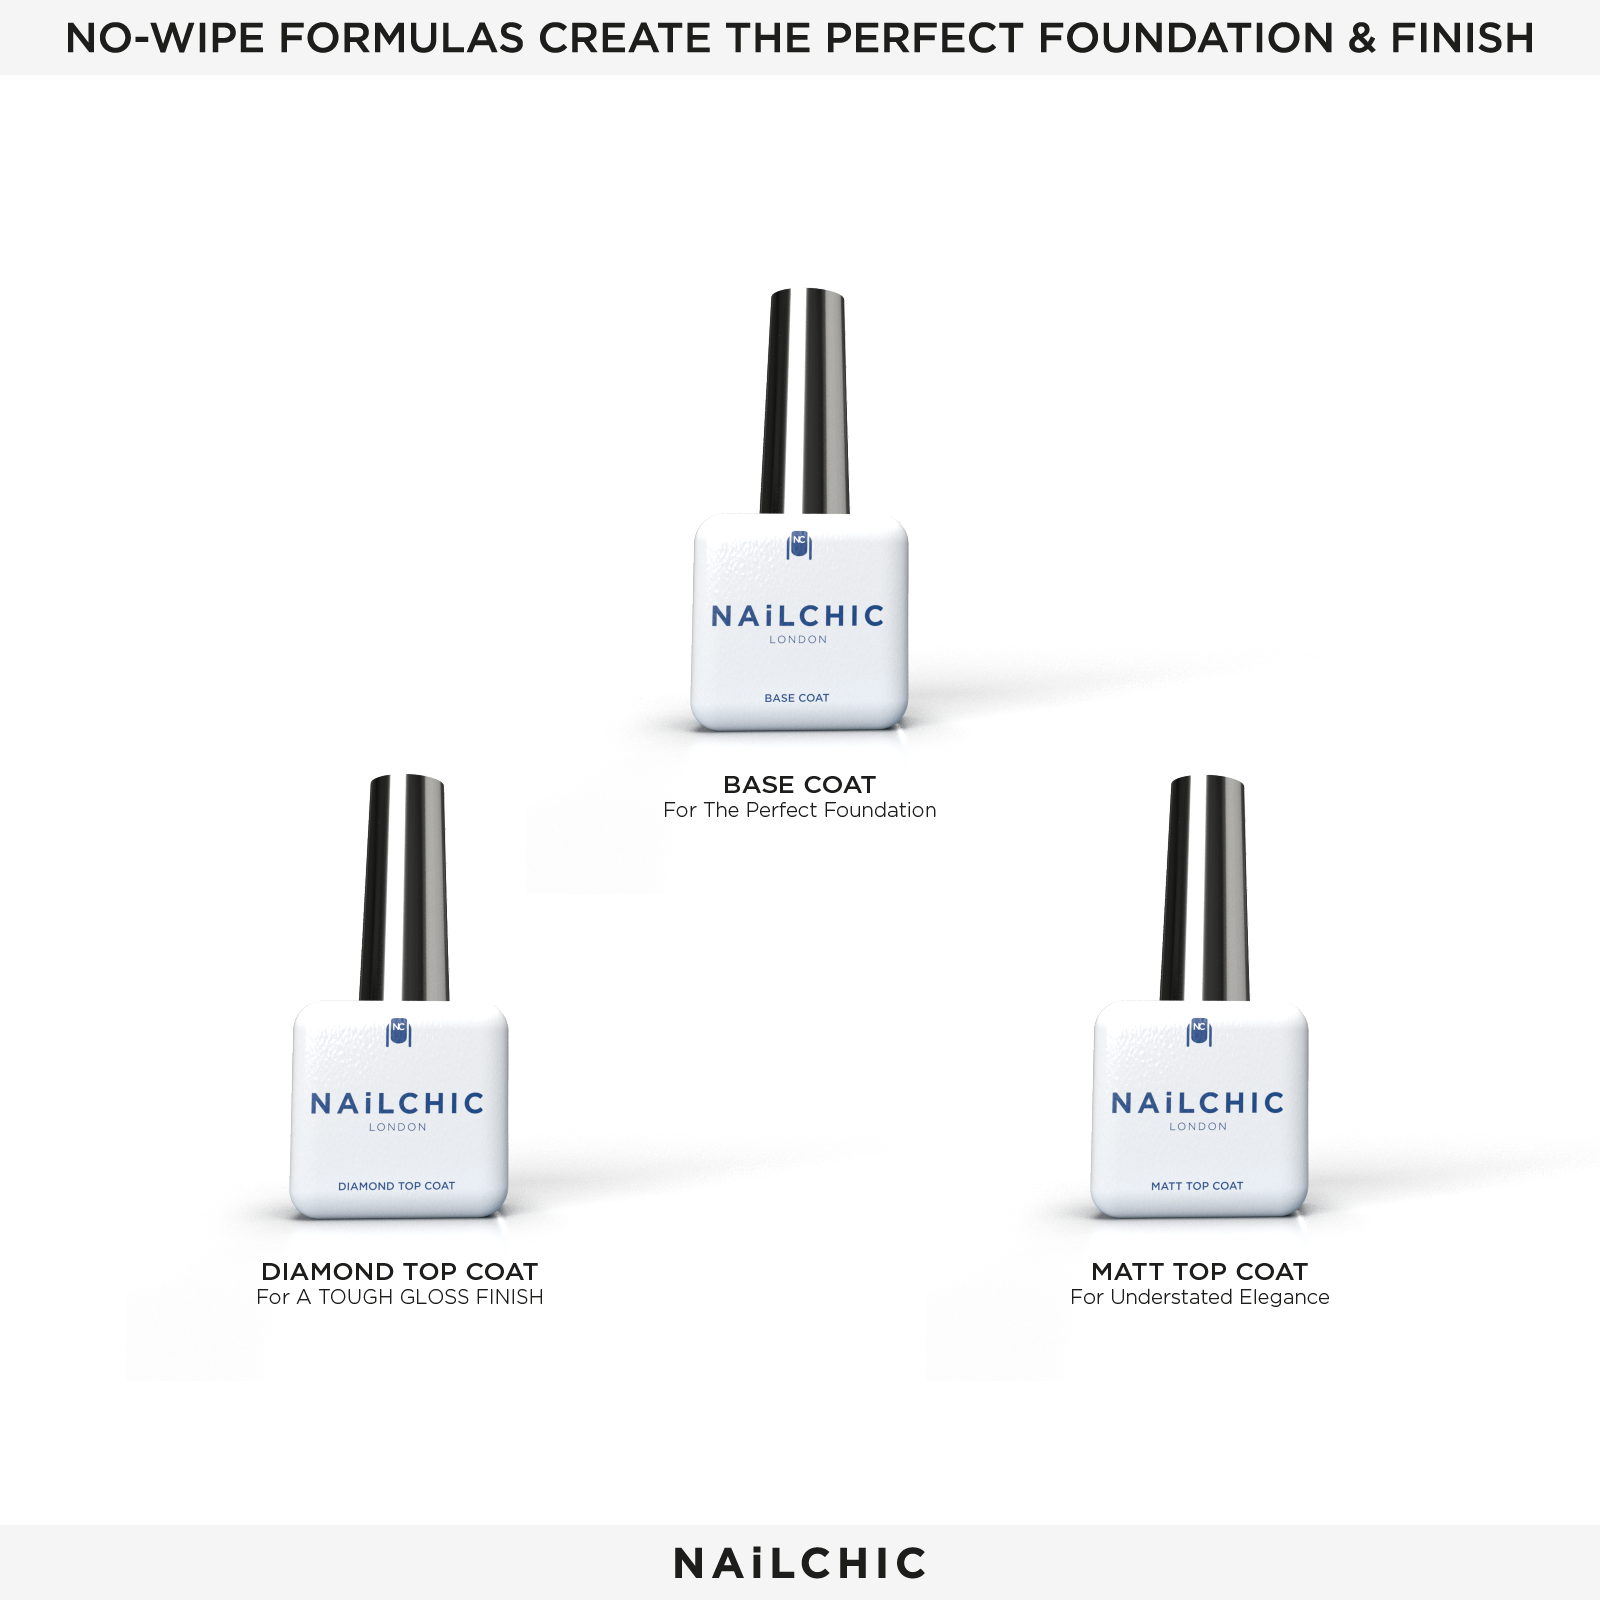 NO-WIPE FORMULAS CREATE THE PERFECT FOUNDATION & FINISH
NC
NAiLCHIC
LONDON
BASE COAT
BASE COAT
For The Perfect Foundation
NC
NAiLCHIC
LONDON
DIAMOND TOP COAT
DIAMOND TOP COAT
For A TOUGH GLOSS FINISH
NC
NAiLCHIC
LONDON
MATT TOP COAT
MATT TOP COAT
For Understated Elegance
NAiLCHIC